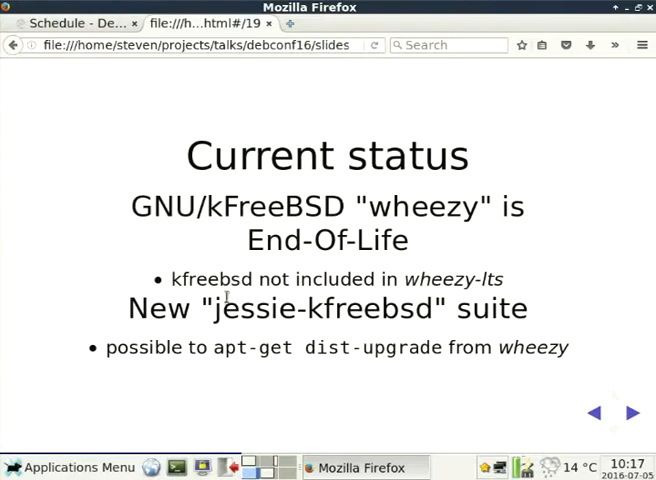 Mozilla Firefox
Schedule - De... ×
file:///h...html#/19 ×
file:///home/steven/projects/talks/debconf16/slides
Search
Current status
GNU/kFreeBSD "wheezy" is
End-Of-Life
• kfreebsd not included in wheezy-lts
New "jessie-kfreebsd" suite
• possible to apt-get dist-upgrade from wheezy
Applications Menu
Mozilla Firefox
14 °C
10:17
2016-07-05